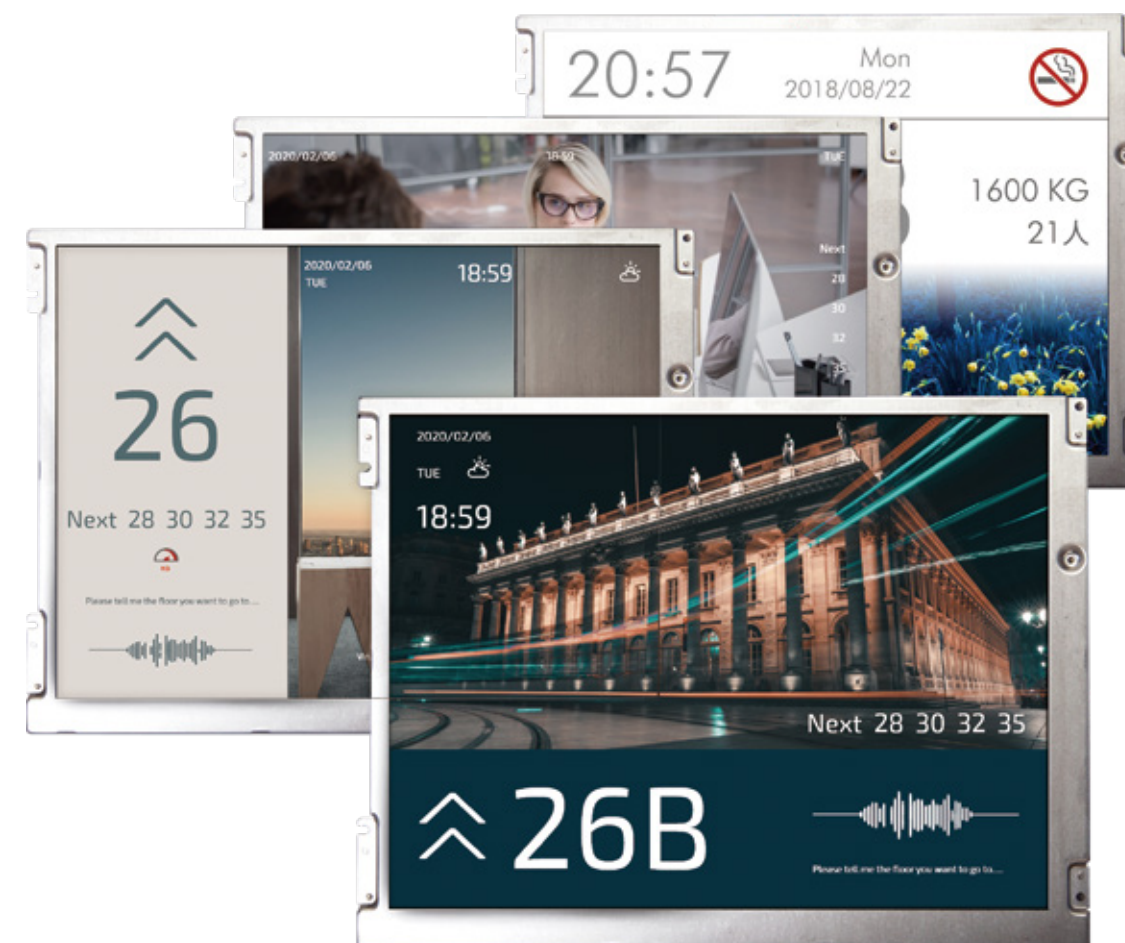 20:57
Mon
2018/08/22
1600 KG
21人
2020/02/06
18:59
TUE
Next
28
30
32
35
2020/02/06
TUE
18:59
26
Next 28 30 32 35
Please tell me the floor you want to go to....
2020/02/06
TUE
18:59
Next 28 30 32 35
26B
Please tell me the floor you want to go to....